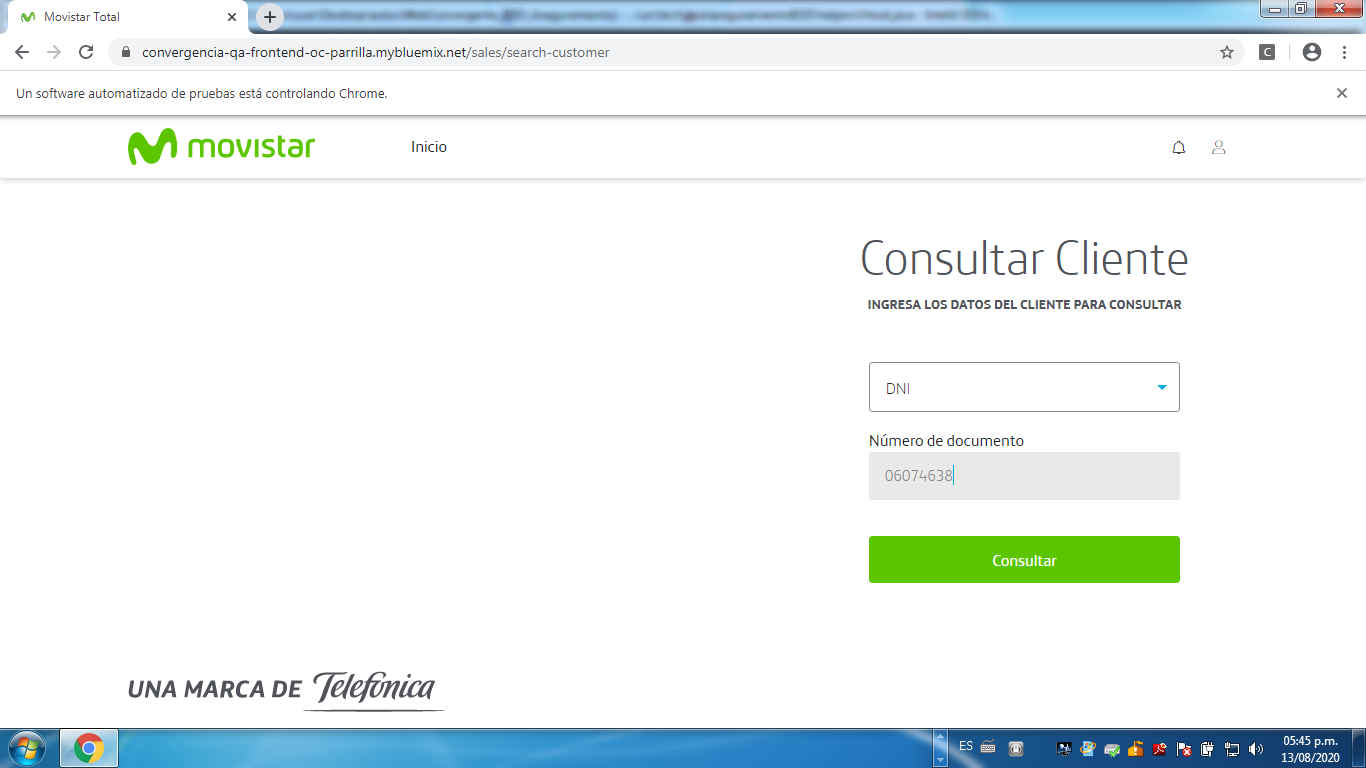 Movistar Total
convergencia-qa-frontend-oc-parrilla.mybluemix.net/sales/search-customer
C
Un software automatizado de pruebas está controlando Chrome.
movistar
Inicio
Consultar Cliente
INGRESA LOS DATOS DEL CLIENTE PARA CONSULTAR
DNI
Número de documento
06074638
Consultar
UNA MARCA DE Telefónica
ES
05:45 p.m.
13/08/2020